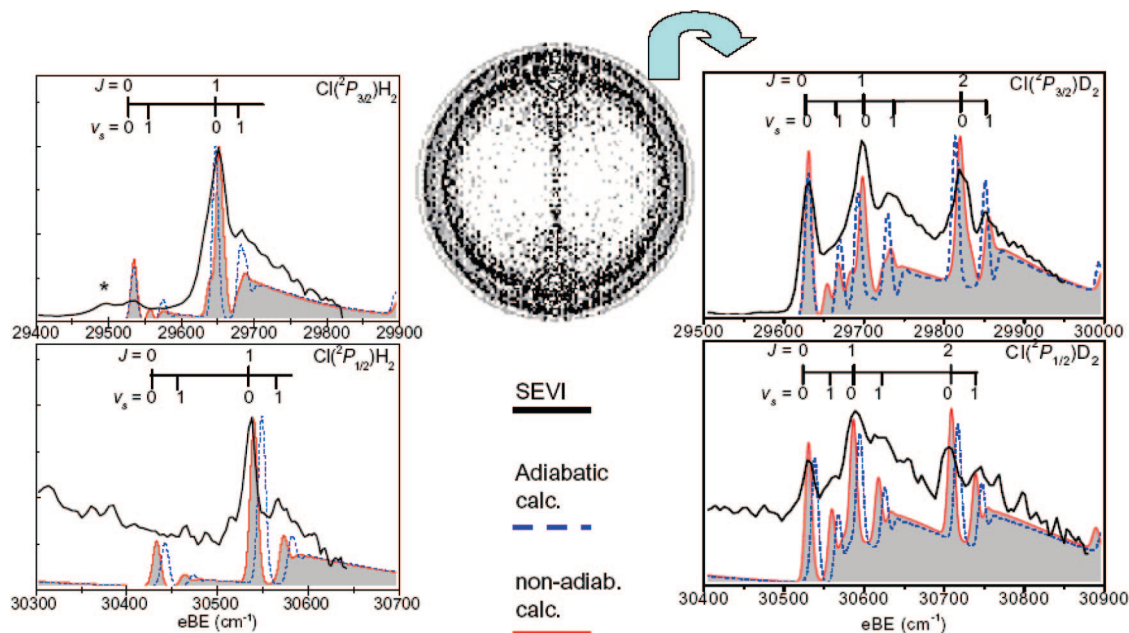 J = 0 1 Cl(²P₃/₂)H₂
vₛ = 0 1 0 1
*
29400 29500 29600 29700 29800 29900
J = 0 1 Cl(²P₁/₂)H₂
vₛ = 0 1 0 1
30300 30400 30500 30600 30700
eBE (cm⁻¹)
SEVI
Adiabatic
calc.
non-adiab.
calc.
J = 0 1 2 Cl(²P₃/₂)D₂
vₛ = 0 1 0 1 0 1
29500 29600 29700 29800 29900 30000
J = 0 1 2 Cl(²P₁/₂)D₂
vₛ = 0 1 0 1 0 1
30400 30500 30600 30700 30800 30900
eBE (cm⁻¹)